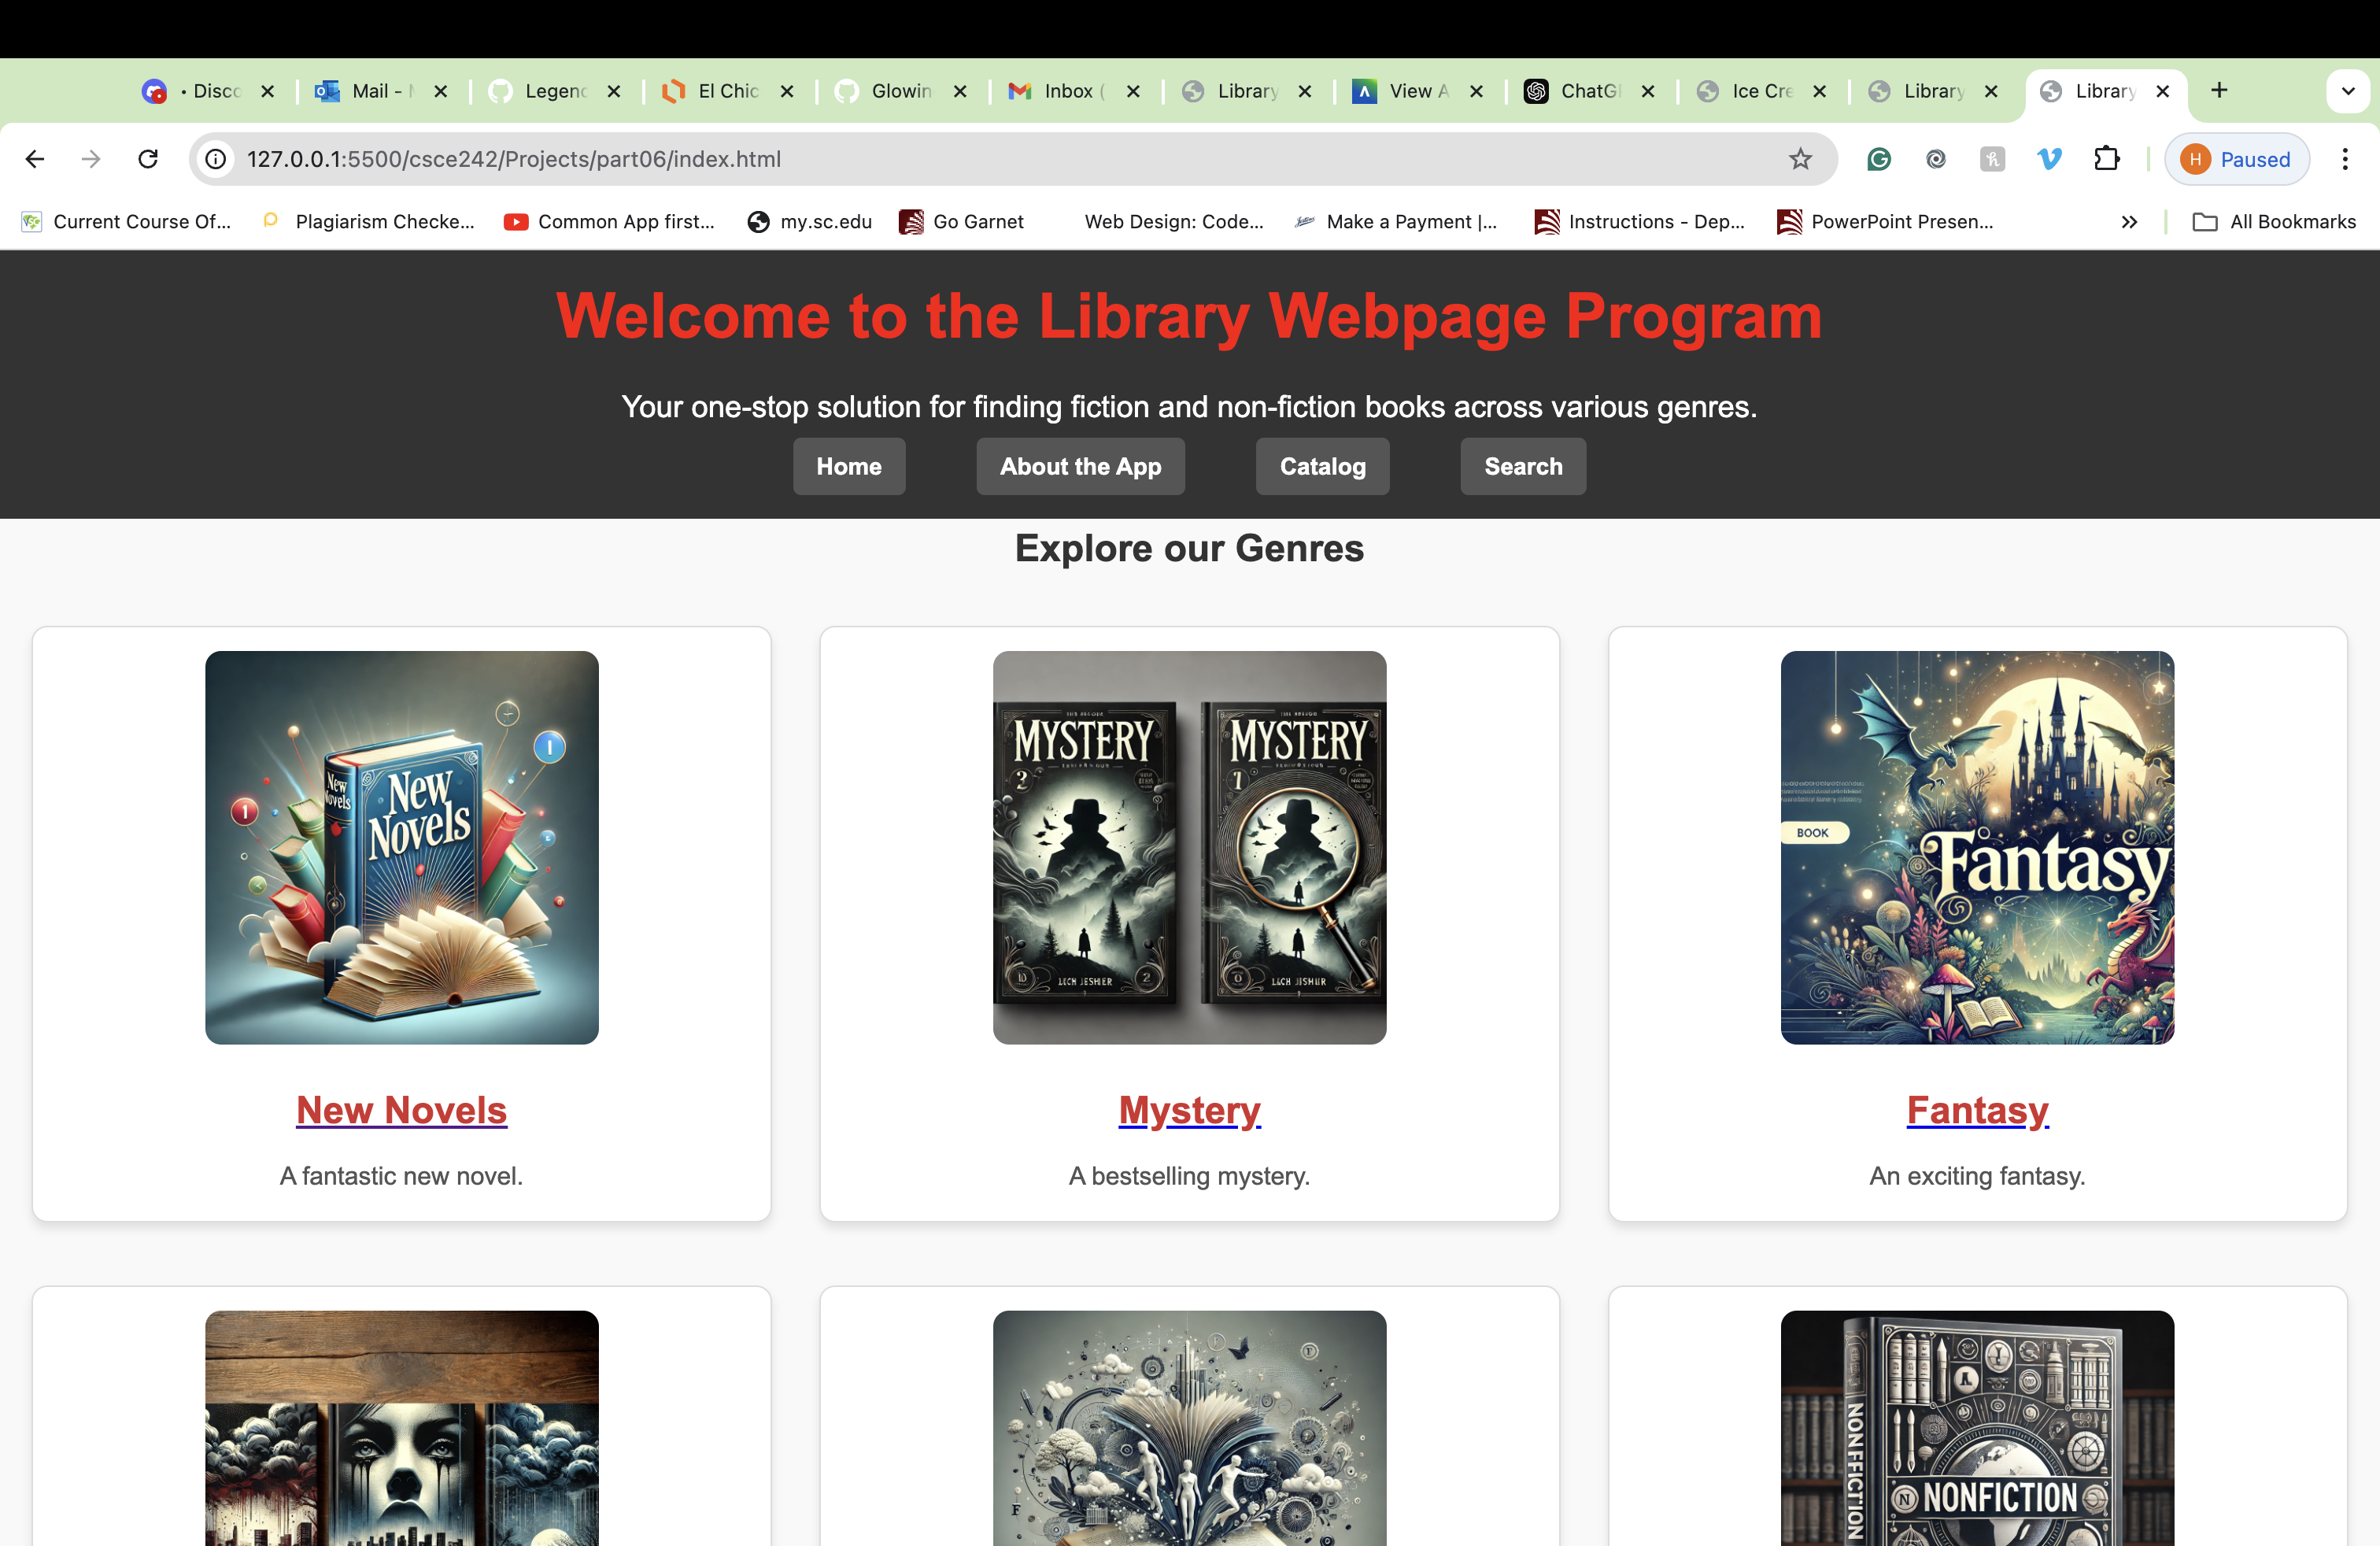 • Disco
Mail - M
Legend
El Chic
Glowin
Inbox (
Library
View A
ChatG
Ice Cre
Library
Library
127.0.0.1:5500/csce242/Projects/part06/index.html
H Paused
Current Course Of...
Plagiarism Checke...
Common App first...
my.sc.edu
Go Garnet
Web Design: Code...
Make a Payment |...
Instructions - Dep...
PowerPoint Presen...
All Bookmarks
Welcome to the Library Webpage Program
Your one-stop solution for finding fiction and non-fiction books across various genres.
Home
About the App
Catalog
Search
Explore our Genres
New Novels
New Novels
MYSTERY
MYSTERY
BOOK
Fantasy
New Novels
Mystery
Fantasy
A fantastic new novel.
A bestselling mystery.
An exciting fantasy.
NONFICTION
N NONFICTION